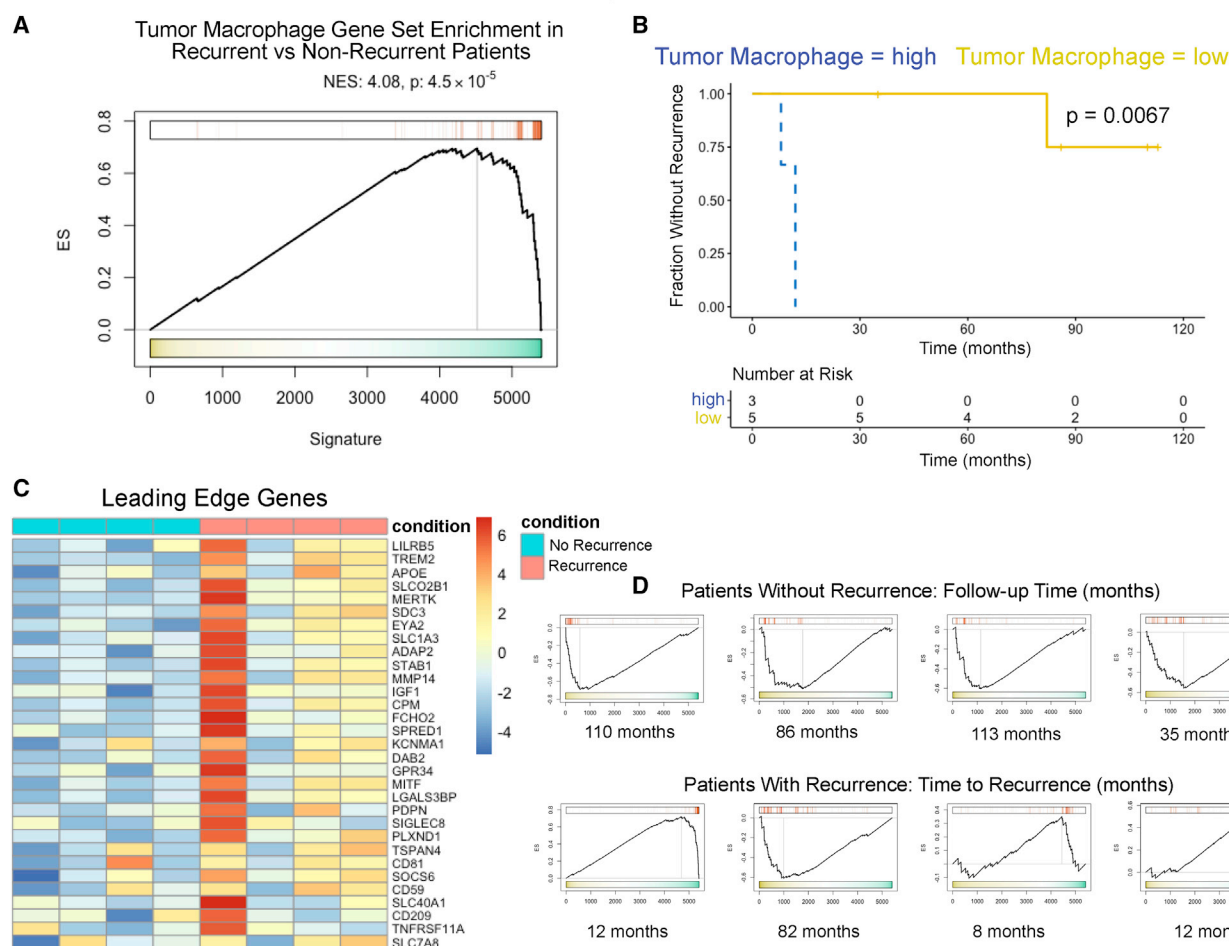 A
Tumor Macrophage Gene Set Enrichment in
Recurrent vs Non-Recurrent Patients
NES: 4.08, p: 4.5 × 10⁻⁵
ES
0.8
0.6
0.4
0.2
0.0
0 1000 2000 3000 4000 5000
Signature
B
Tumor Macrophage = high Tumor Macrophage = low
Fraction Without Recurrence
1.00
0.75
0.50
0.25
0.00
p = 0.0067
0 30 60 90 120
Time (months)
Number at Risk
high 3 0 0 0 0
low 5 5 4 2 0
0 30 60 90 120
Time (months)
C
Leading Edge Genes
condition
LILRB5
TREM2
APOE
SLCO2B1
MERTK
SDC3
EYA2
SLC1A3
ADAP2
STAB1
MMP14
IGF1
CPM
FCHO2
SPRED1
KCNMA1
DAB2
GPR34
MITF
LGALS3BP
PDPN
SIGLEC8
PLXND1
TSPAN4
CD81
SOCS6
CD59
SLC40A1
CD209
TNFRSF11A
SLC7A8
6
4
2
0
-2
-4
condition
No Recurrence
Recurrence
D
Patients Without Recurrence: Follow-up Time (months)
110 months 86 months 113 months 35 mon
Patients With Recurrence: Time to Recurrence (months)
12 months 82 months 8 months 12 mon